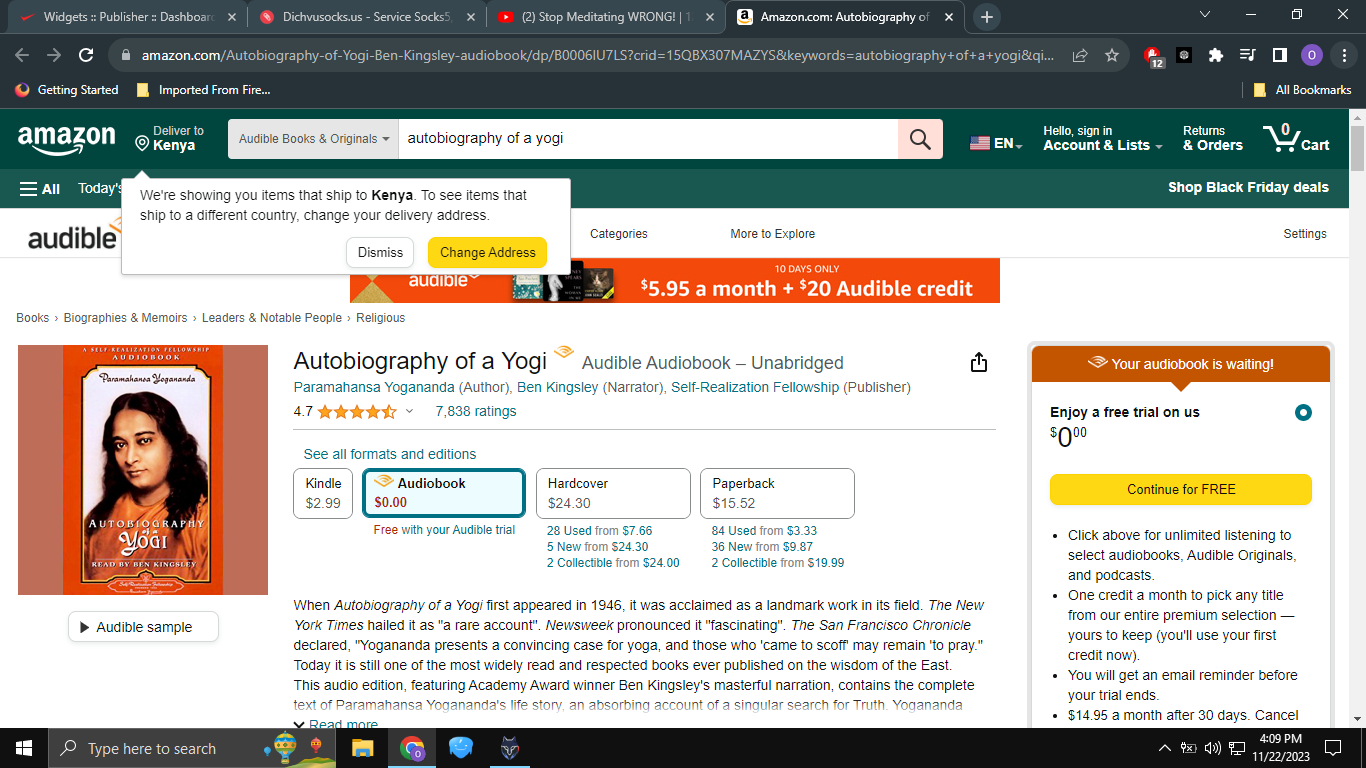 Widgets :: Publisher :: Dashboard
Dichvusocks.us - Service Socks5,
(2) Stop Meditating WRONG! | 1
Amazon.com: Autobiography of
amazon.com/Autobiography-of-Yogi-Ben-Kingsley-audiobook/dp/B0006IU7LS?crid=15QBX307MAZYS&keywords=autobiography+of+a+yogi&qi...
12
O
Getting Started
Imported From Fire...
All Bookmarks
amazon
Deliver to
Kenya
Audible Books & Originals
autobiography of a yogi
EN
Hello, sign in
Account & Lists
Returns
& Orders
0
Cart
All
Today's
Shop Black Friday deals
We're showing you items that ship to Kenya. To see items that
ship to a different country, change your delivery address.
Dismiss
Change Address
audible
Categories
More to Explore
Settings
audible
10 DAYS ONLY
$5.95 a month + $20 Audible credit
Books › Biographies & Memoirs › Leaders & Notable People › Religious
A SELF-REALIZATION FELLOWSHIP
AUDIOBOOK
Paramahansa Yogananda
AUTOBIOGRAPHY
OF A
YOGI
READ BY BEN KINGSLEY
Self-Realization Fellowship
Audible sample
Autobiography of a Yogi Audible Audiobook – Unabridged
Paramahansa Yogananda (Author), Ben Kingsley (Narrator), Self-Realization Fellowship (Publisher)
4.7
7,838 ratings
See all formats and editions
Kindle
$2.99
Audiobook
$0.00
Free with your Audible trial
Hardcover
$24.30
28 Used from $7.66
5 New from $24.30
2 Collectible from $24.00
Paperback
$15.52
84 Used from $3.33
36 New from $9.87
2 Collectible from $19.99
When Autobiography of a Yogi first appeared in 1946, it was acclaimed as a landmark work in its field. The New
York Times hailed it as "a rare account". Newsweek pronounced it "fascinating". The San Francisco Chronicle
declared, "Yogananda presents a convincing case for yoga, and those who 'came to scoff' may remain 'to pray."
Today it is still one of the most widely read and respected books ever published on the wisdom of the East.
This audio edition, featuring Academy Award winner Ben Kingsley's masterful narration, contains the complete
text of Paramahansa Yogananda's life story, an absorbing account of a singular search for Truth. Yogananda
Read more
Your audiobook is waiting!
Enjoy a free trial on us
$000
Continue for FREE
• Click above for unlimited listening to
select audiobooks, Audible Originals,
and podcasts.
• One credit a month to pick any title
from our entire premium selection —
yours to keep (you'll use your first
credit now).
• You will get an email reminder before
your trial ends.
• $14.95 a month after 30 days. Cancel
Type here to search
4:09 PM
11/22/2023